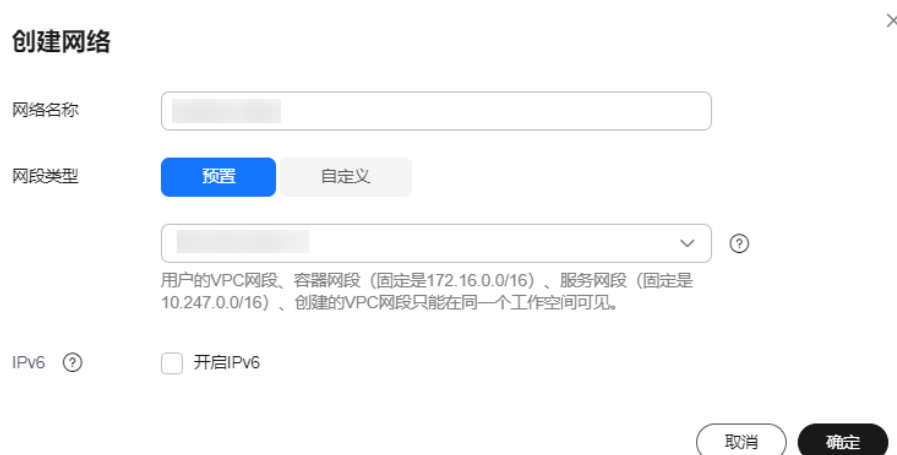 创建网络
网络名称
网段类型 预置 自定义
用户的VPC网段、容器网段（固定是172.16.0.0/16）、服务网段（固定是
10.247.0.0/16）、创建的VPC网段只能在同一个工作空间可见。
IPv6 开启IPv6
取消 确定